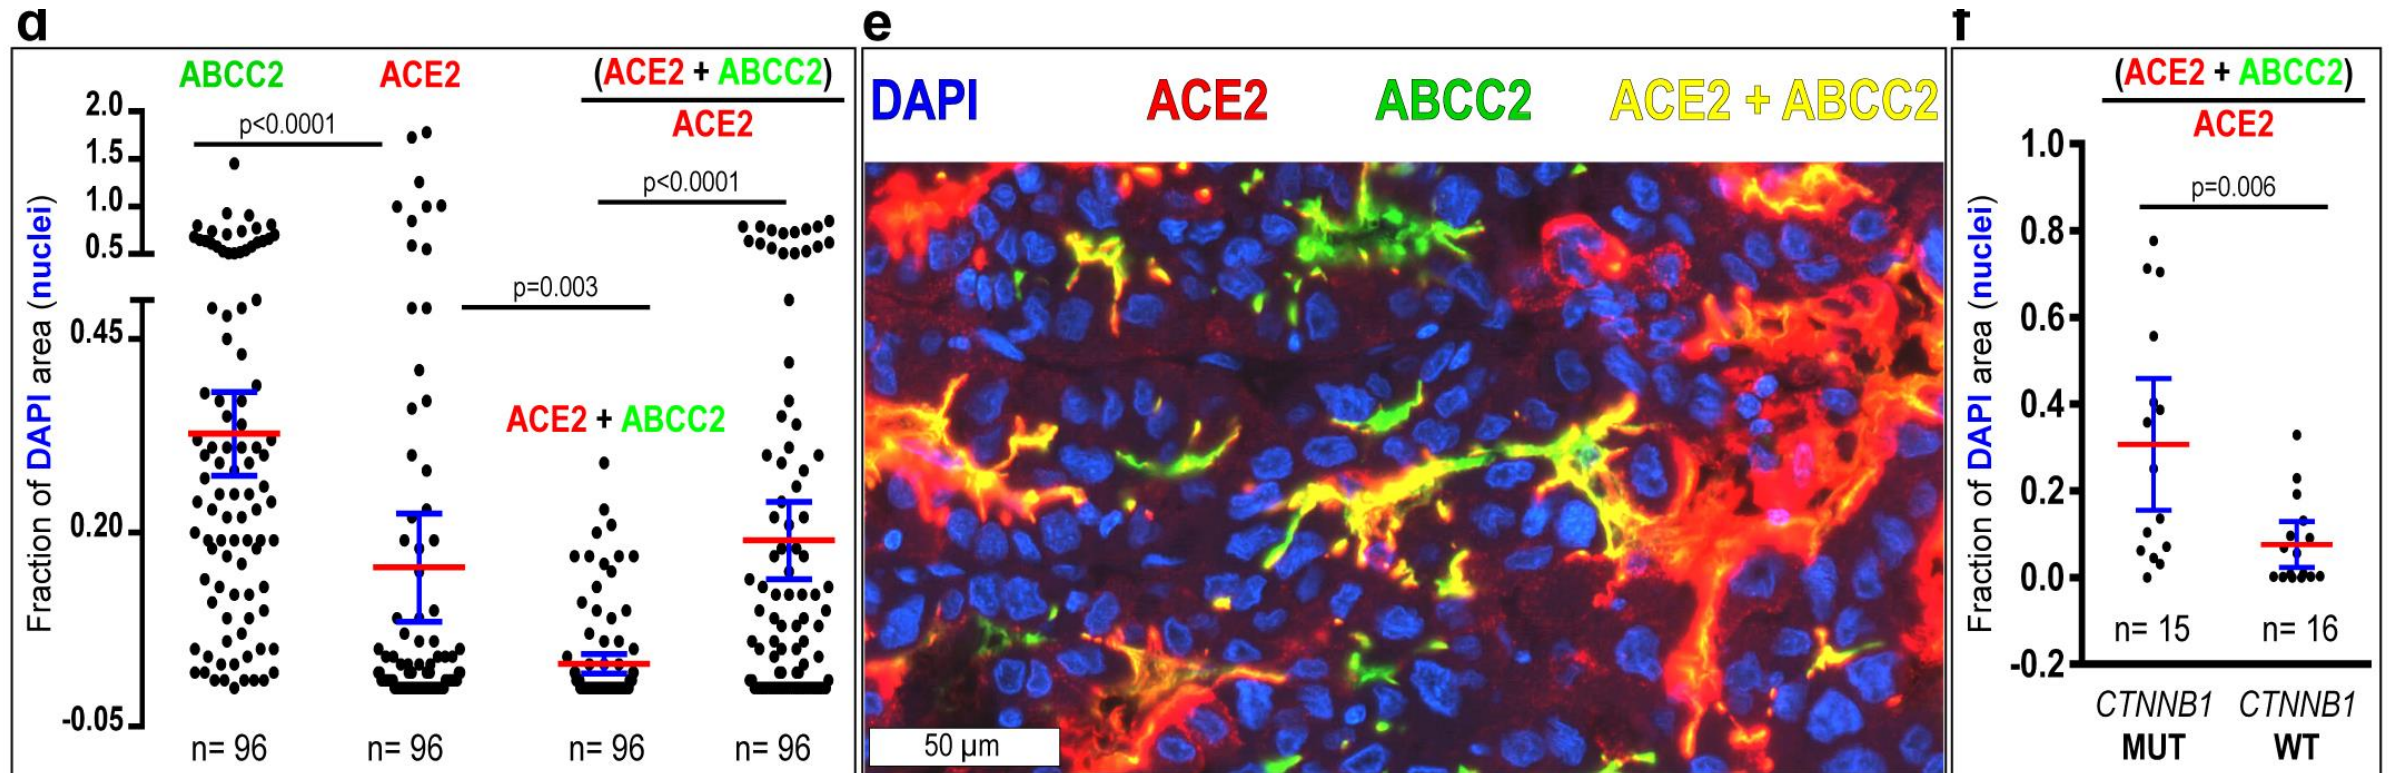 d
ABCC2
ACE2
(ACE2 + ABCC2)
ACE2
2.0
1.5
1.0
0.5
0.45
0.20
-0.05
Fraction of DAPI area (nuclei)
p<0.0001
p<0.0001
p=0.003
ACE2 + ABCC2
n= 96
n= 96
n= 96
n= 96
e
DAPI
ACE2
ABCC2
ACE2 + ABCC2
50 µm
f
(ACE2 + ABCC2)
ACE2
1.0
0.8
0.6
0.4
0.2
0.0
-0.2
Fraction of DAPI area (nuclei)
p=0.006
n= 15
n= 16
CTNNB1
MUT
CTNNB1
WT